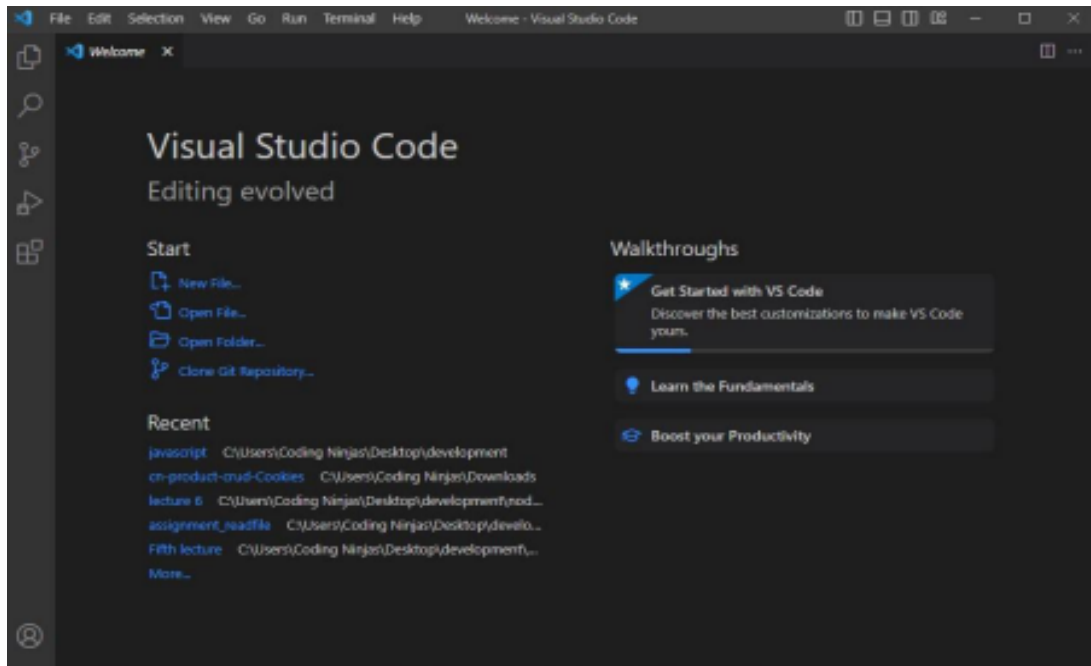 File Edit Selection View Go Run Terminal Help Welcome - Visual Studio Code
Welcome
Visual Studio Code
Editing evolved
Start
New File...
Open File...
Open Folder...
Clone Git Repository...
Recent
javascript C:\Users\Coding Ninjas\Desktop\development
cn-product-crud-Cookies C:\Users\Coding Ninjas\Downloads
lecture 6 C:\Users\Coding Ninjas\Desktop\development\nod...
assignment_readfile C:\Users\Coding Ninjas\Desktop\develo...
Fifth lecture C:\Users\Coding Ninjas\Desktop\development\...
More...
Walkthroughs
Get Started with VS Code
Discover the best customizations to make VS Code
yours.
Learn the Fundamentals
Boost your Productivity